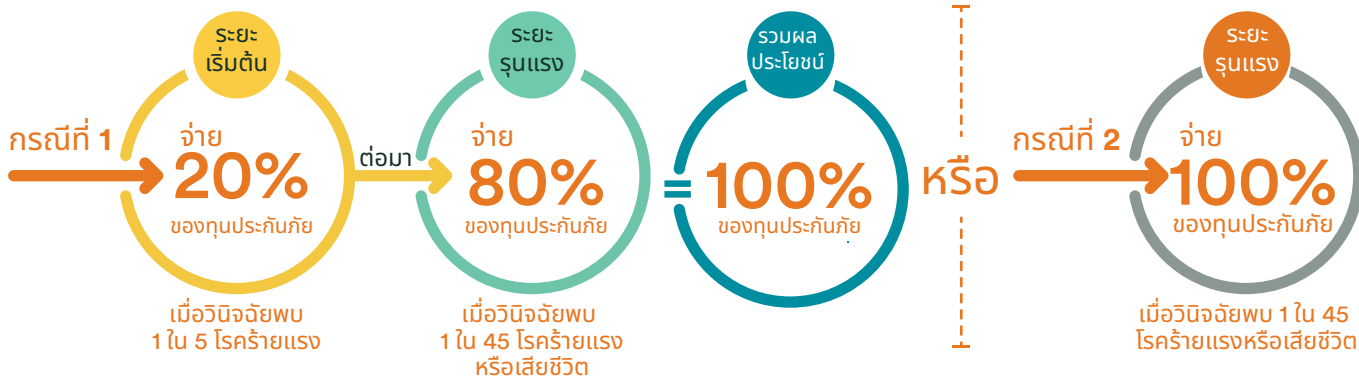 กรณีที่ 1
ระยะ
เริ่มต้น
จ่าย
20%
ของทุนประกันภัย
เมื่อวินิจฉัยพบ
1 ใน 5 โรคร้ายแรง
ต่อมา
ระยะ
รุนแรง
จ่าย
80%
ของทุนประกันภัย
เมื่อวินิจฉัยพบ
1 ใน 45 โรคร้ายแรง
หรือเสียชีวิต
=
รวมผล
ประโยชน์
100%
ของทุนประกันภัย
หรือ
กรณีที่ 2
ระยะ
รุนแรง
จ่าย
100%
ของทุนประกันภัย
เมื่อวินิจฉัยพบ 1 ใน 45
โรคร้ายแรงหรือเสียชีวิต